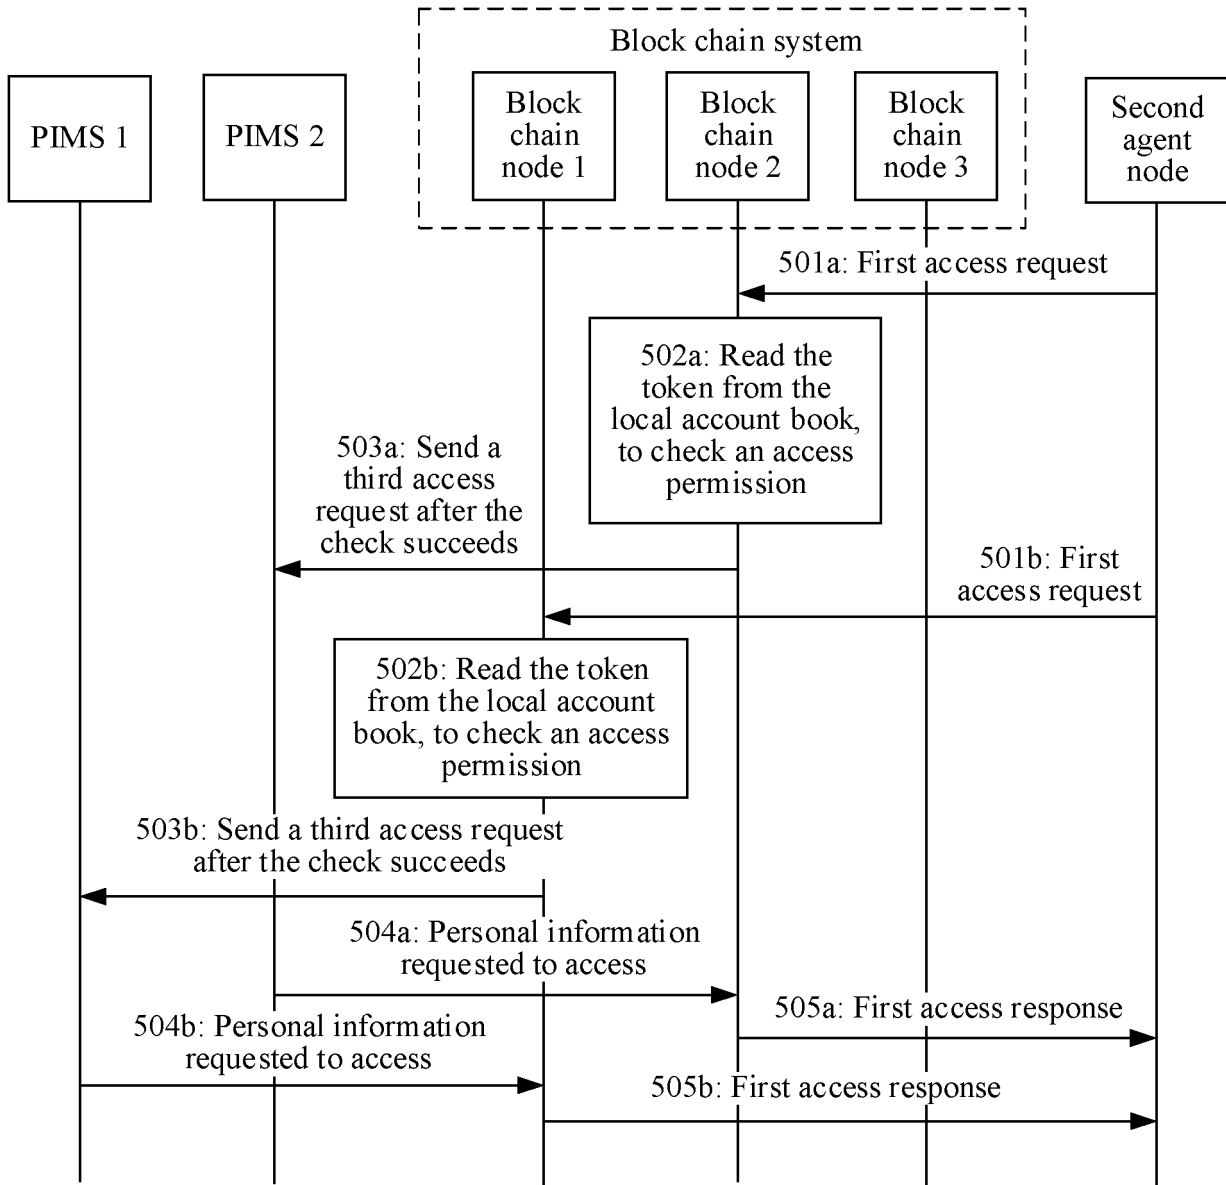 Block chain system
PIMS 1
PIMS 2
Block
chain
node 1
Block
chain
node 2
Block
chain
node 3
Second
agent
node
501a: First access request
502a: Read the
token from the
local account book,
to check an access
permission
503a: Send a
third access
request after the
check succeeds
501b: First
access request
502b: Read the token
from the local account
book, to check an access
permission
503b: Send a third access request
after the check succeeds
504a: Personal information
requested to access
505a: First access response
504b: Personal information
requested to access
505b: First access response